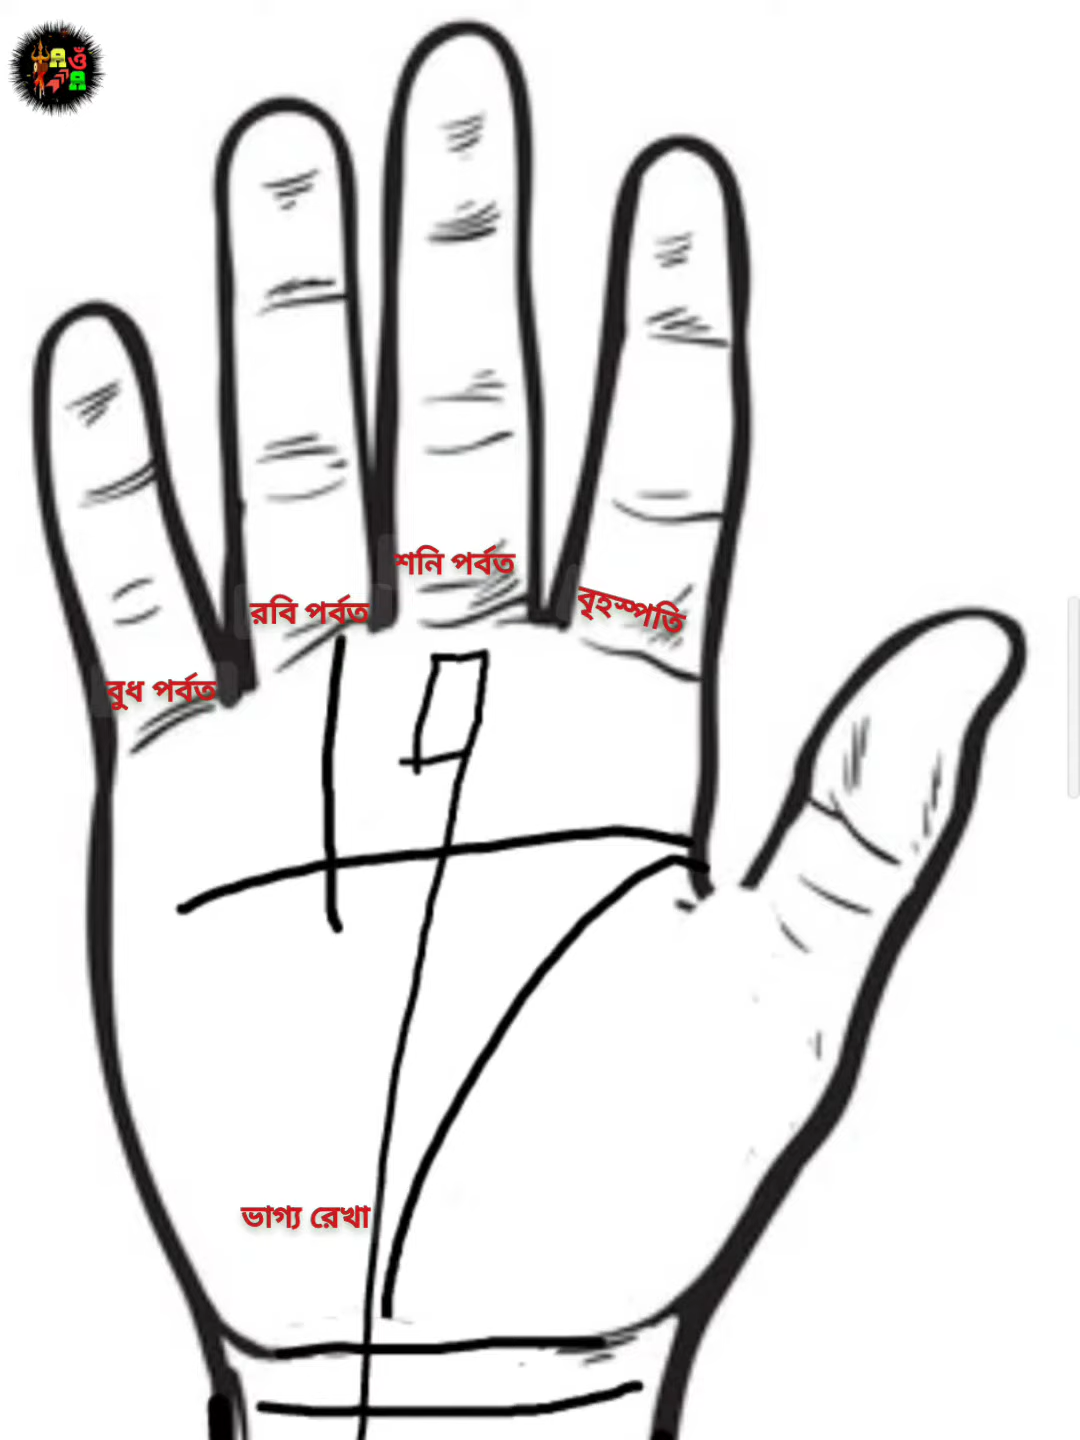 শনি পর্বত
রবি পর্বত
বৃহস্পতি
বুধ পর্বত
ভাগ্য রেখা